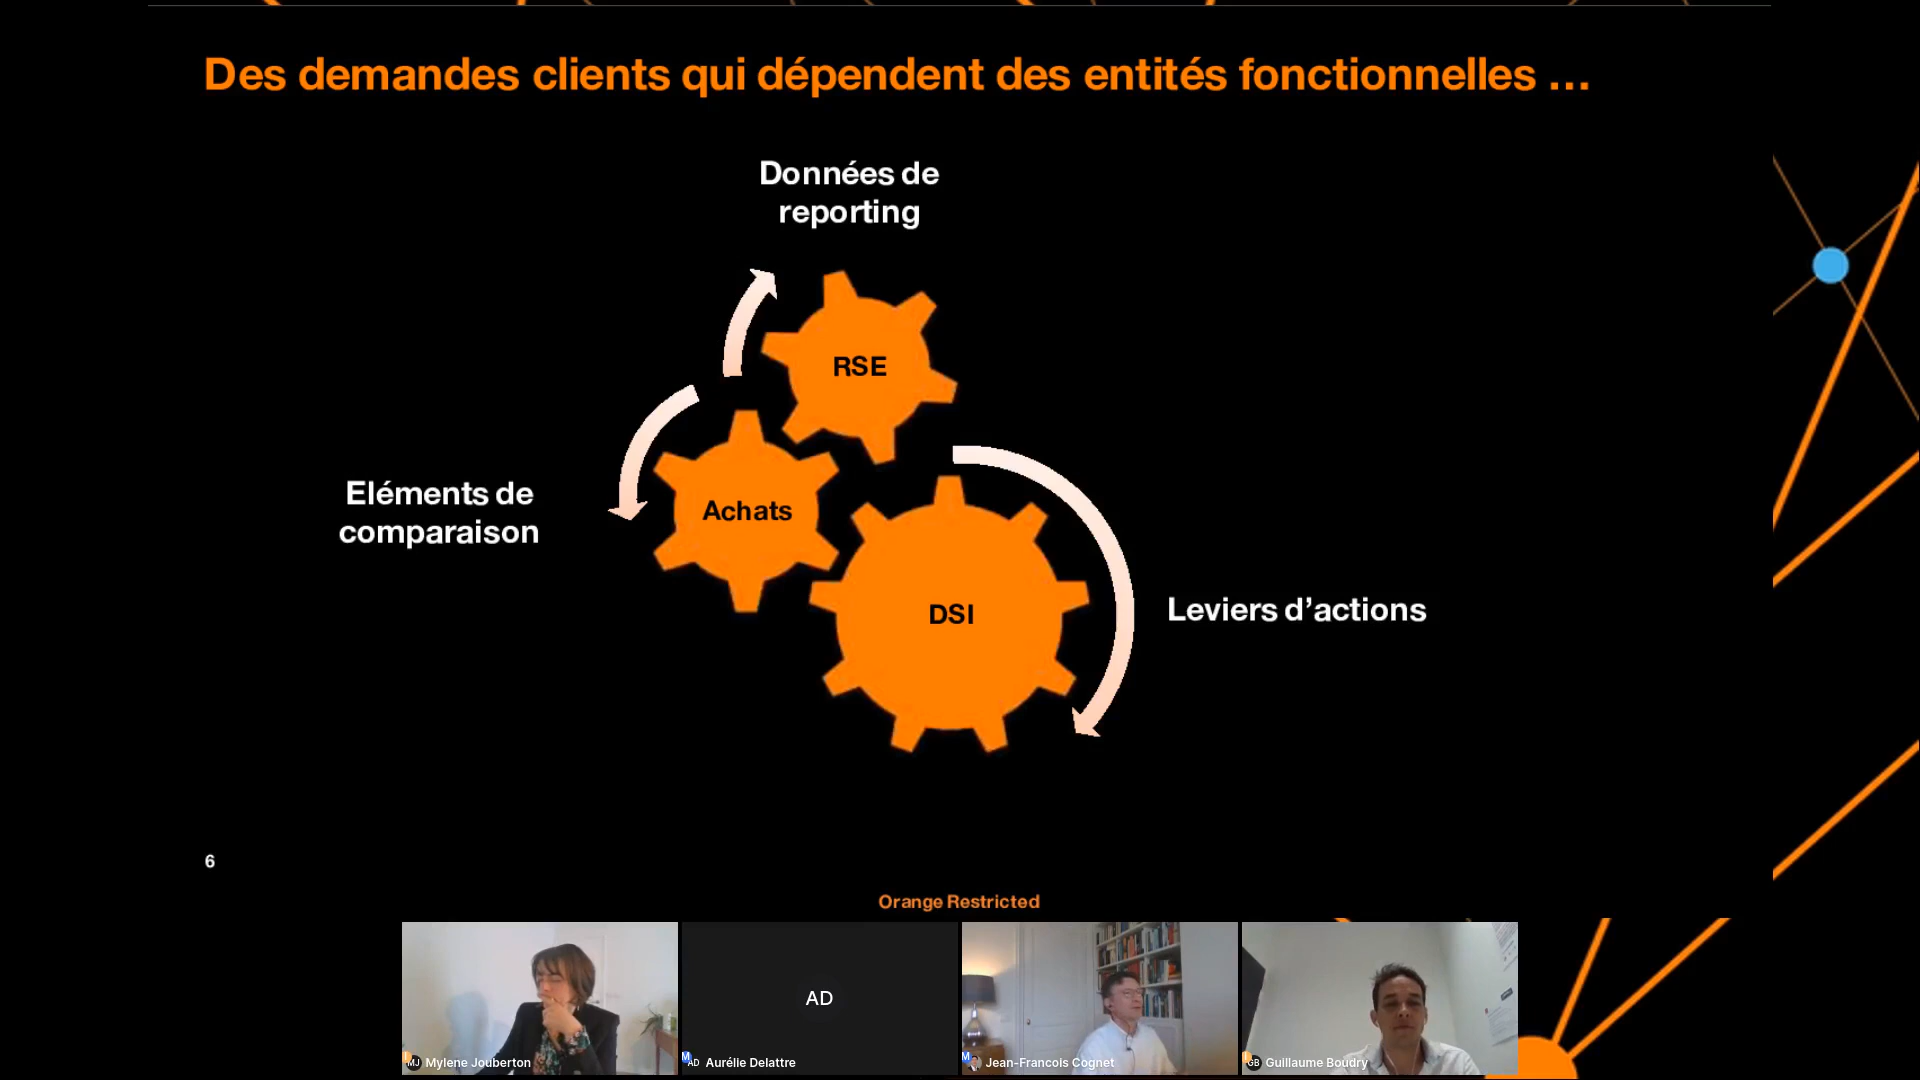 Des demandes clients qui dépendent des entités fonctionnelles ...
Données de
reporting
RSE
Achats
Eléments de
comparaison
DSI
Leviers d’actions
6
Orange Restricted
AD
MJ Mylene Jouberton
M AD Aurélie Delattre
M Jean-Francois Cognet
GB Guillaume Boudry